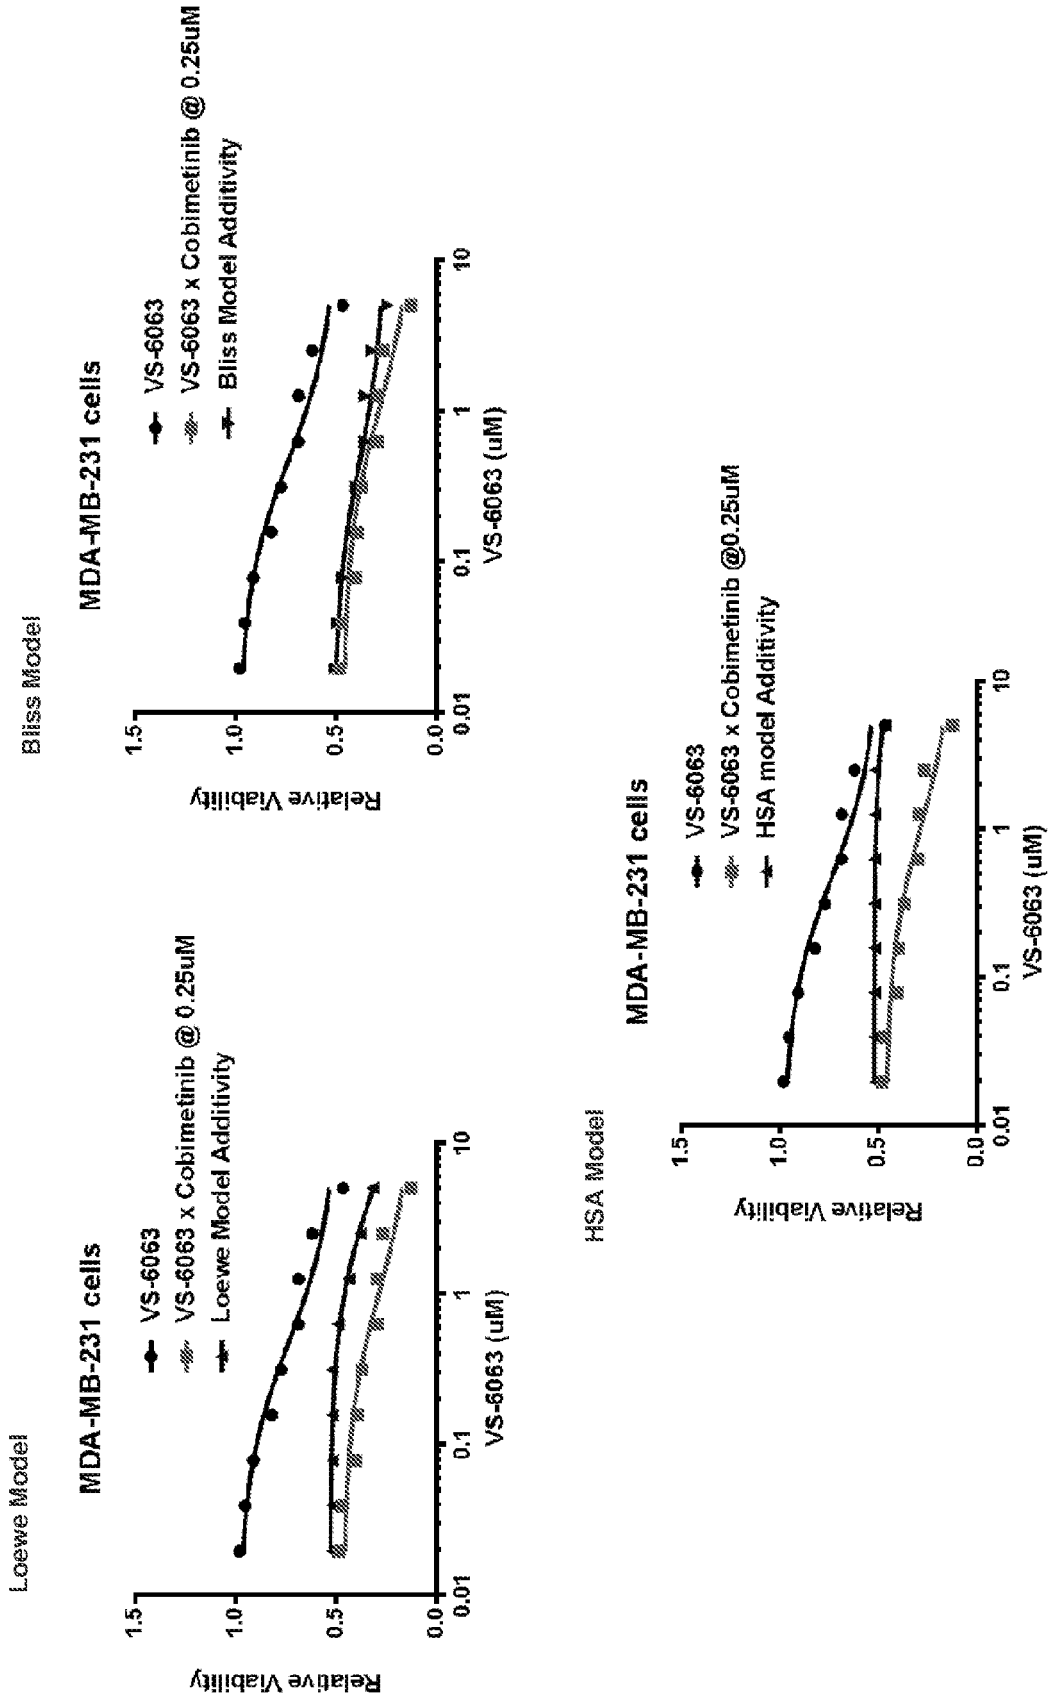 Loewe Model
MDA-MB-231 cells
VS-6063
VS-6063 x Cobimetinib @ 0.25uM
Loewe Model Additivity
Relative Viability
1.5
1.0
0.5
0.0
0.01
0.1
1
10
VS-6063 (uM)
Bliss Model
MDA-MB-231 cells
VS-6063
VS-6063 x Cobimetinib @ 0.25uM
Bliss Model Additivity
Relative Viability
1.5
1.0
0.5
0.0
0.01
0.1
1
10
VS-6063 (uM)
HSA Model
MDA-MB-231 cells
VS-6063
VS-6063 x Cobimetinib @0.25uM
HSA model Additivity
Relative Viability
1.5
1.0
0.5
0.0
0.01
0.1
1
10
VS-6063 (uM)